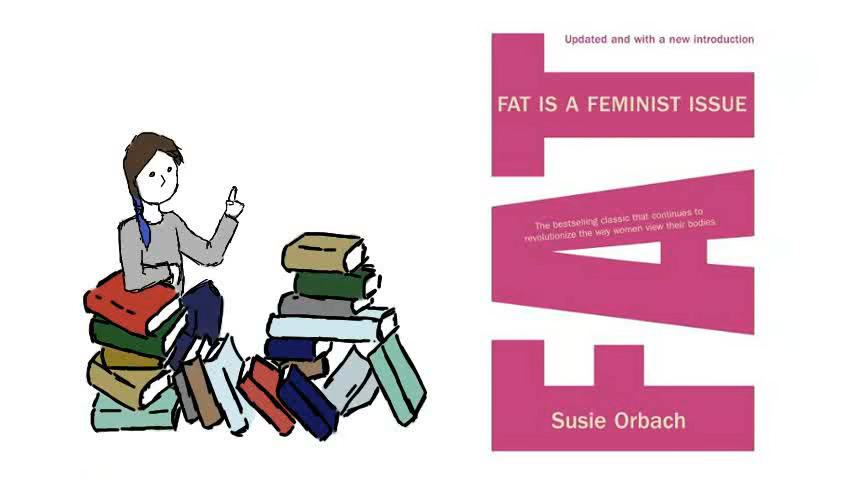 Updated and with a new introduction
FAT IS A FEMINIST ISSUE
FAT
The bestselling classic that continues to
revolutionize the way women view their bodies.
Susie Orbach